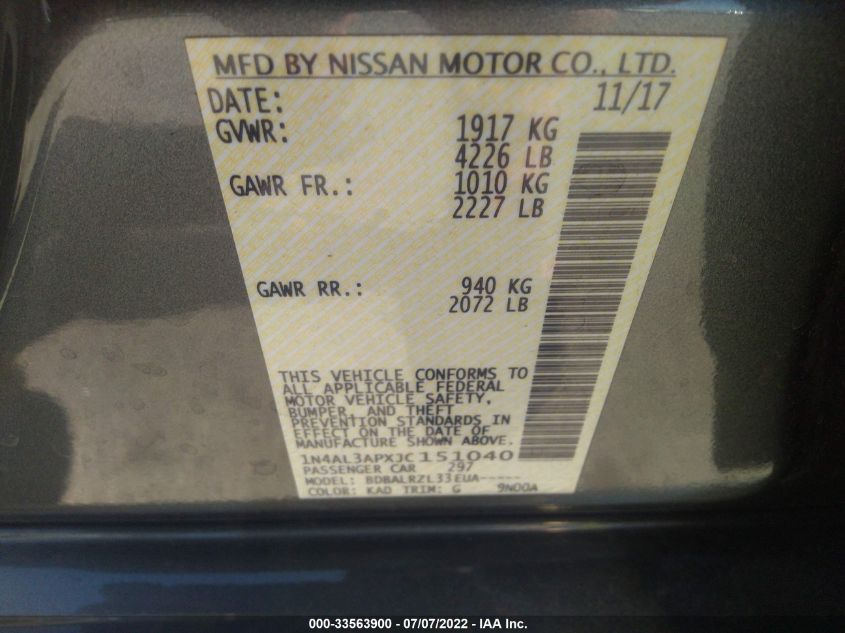 MFD BY NISSAN MOTOR CO., LTD.
DATE: 11/17
GVWR: 1917 KG
4226 LB
GAWR FR.: 1010 KG
2227 LB
GAWR RR.: 940 KG
2072 LB
THIS VEHICLE CONFORMS TO
ALL APPLICABLE FEDERAL
MOTOR VEHICLE SAFETY,
BUMPER, AND THEFT
PREVENTION STANDARDS IN
EFFECT ON THE DATE OF
MANUFACTURE SHOWN ABOVE.
1N4AL3APXJC151040
PASSENGER CAR 297
MODEL: BDBALRZL33EUA-----
COLOR: KAD TRIM: G 9N00A
000-33563900 - 07/07/2022 - IAA Inc.